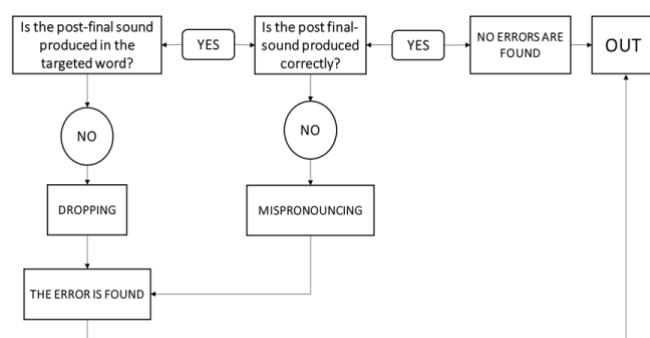 Is the post-final sound
produced in the
targeted word?
YES
Is the post final-
sound produced
correctly?
YES
NO ERRORS ARE
FOUND
OUT
NO
NO
DROPPING
MISPRONOUNCING
THE ERROR IS FOUND